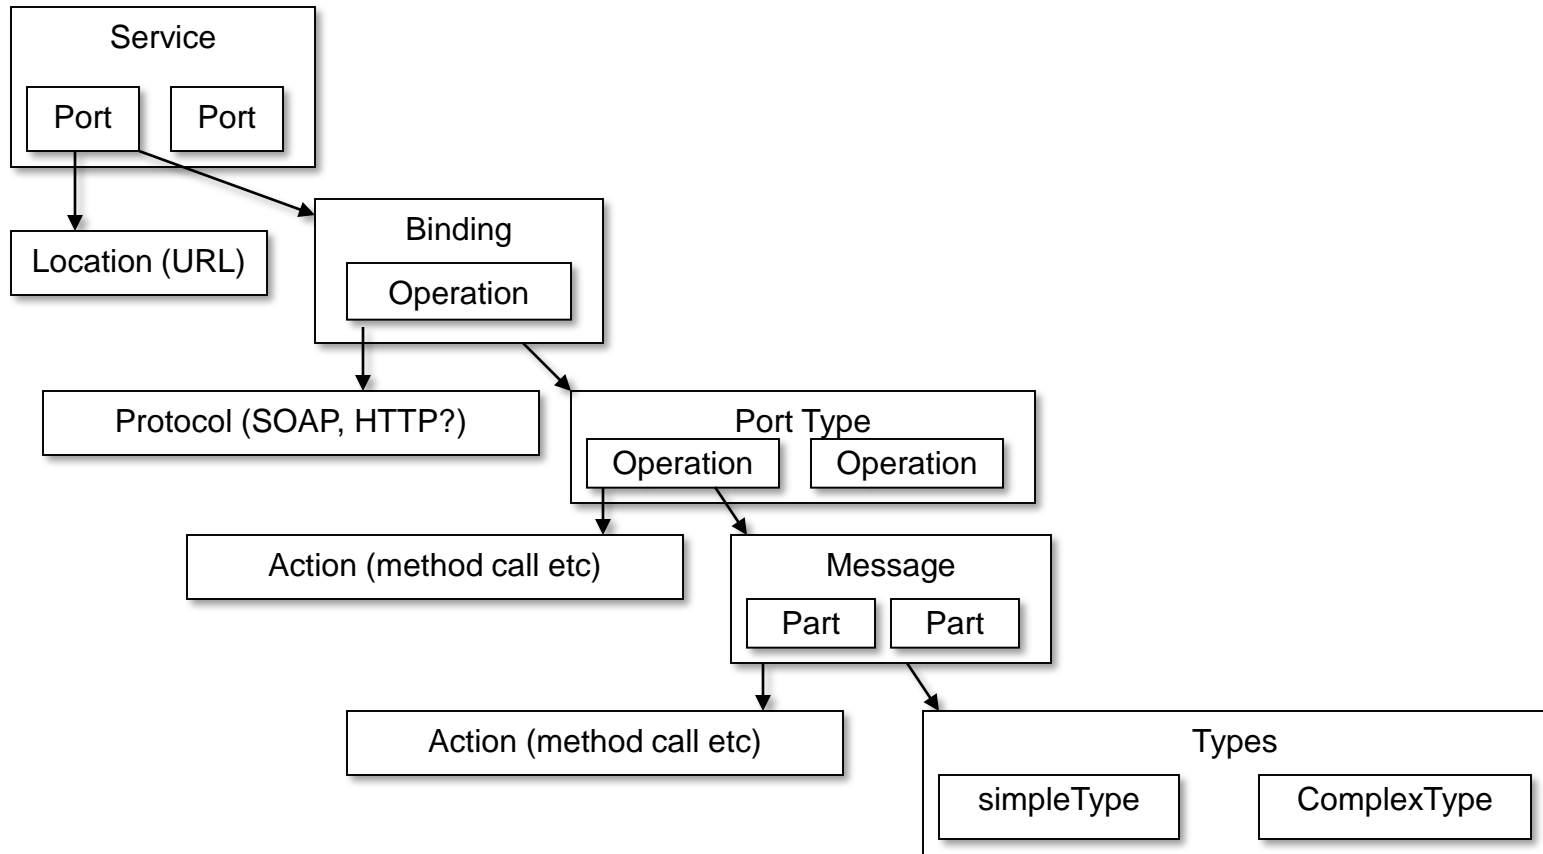 Service
Port
Port
Location (URL)
Binding
Operation
Protocol (SOAP, HTTP?)
Port Type
Operation
Operation
Action (method call etc)
Message
Part
Part
Action (method call etc)
Types
simpleType
ComplexType